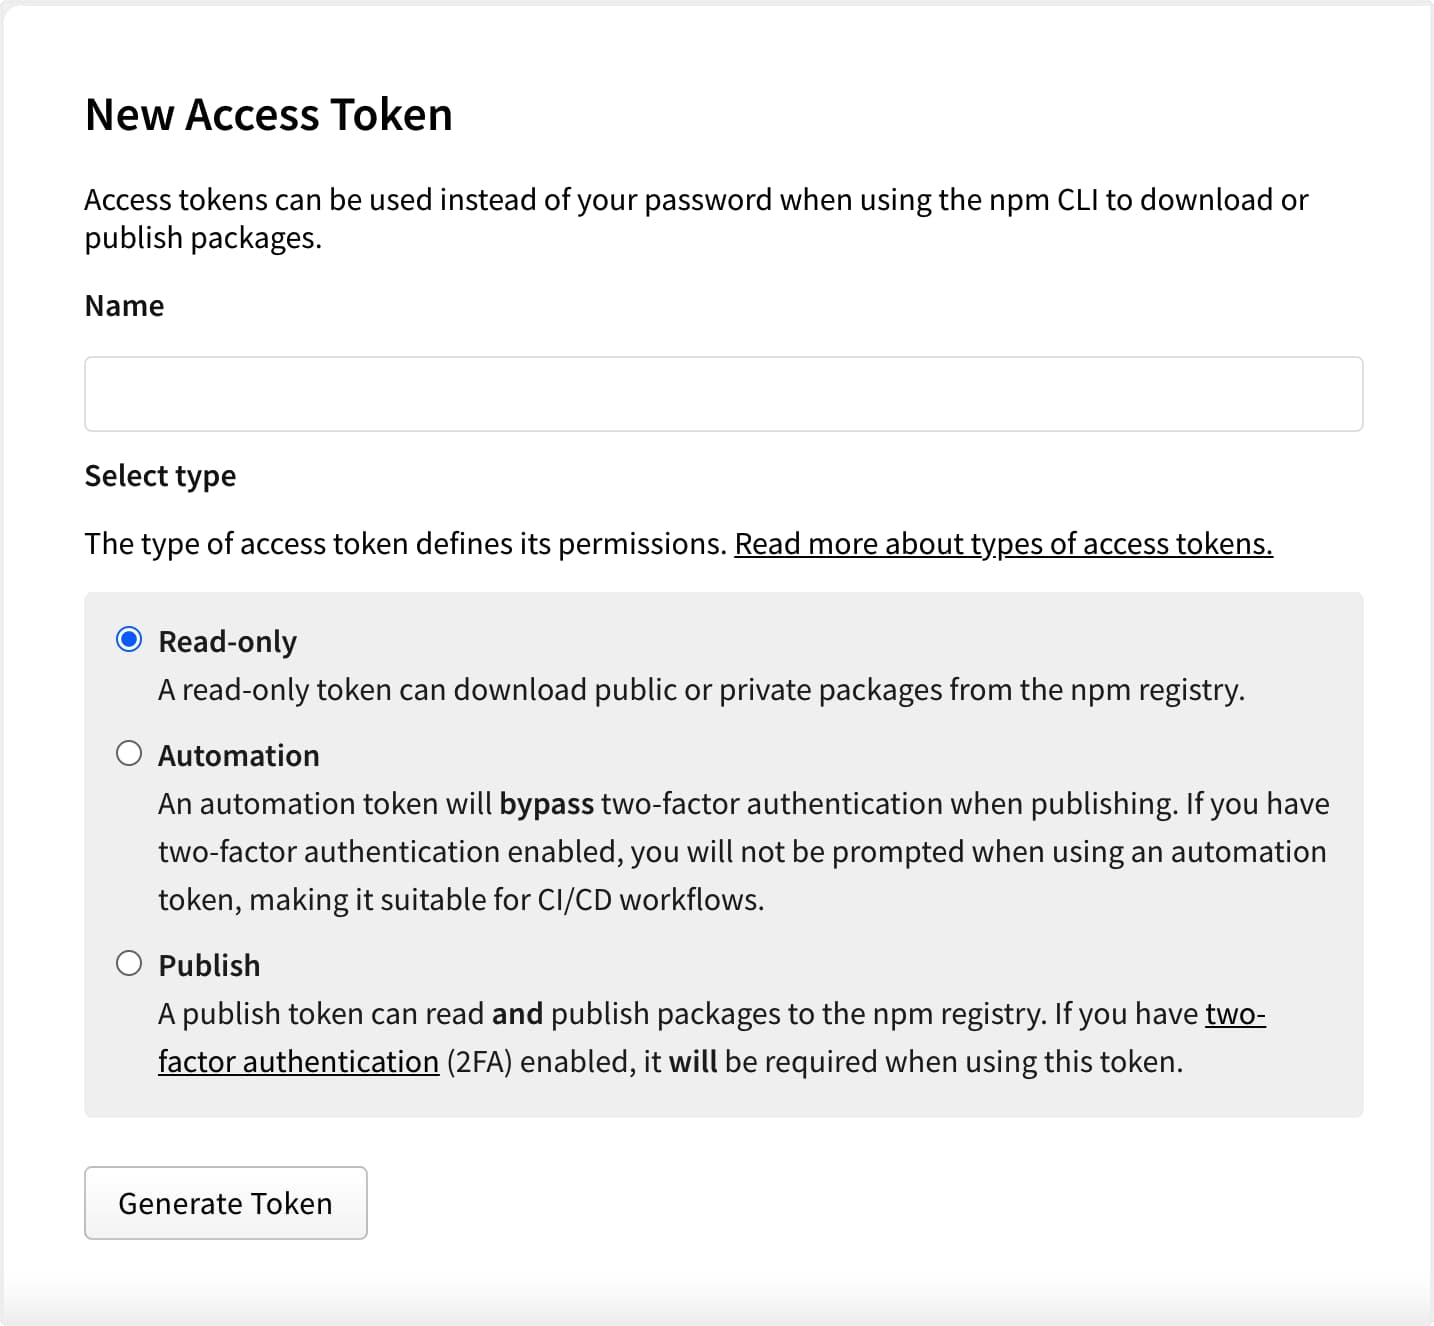 New Access Token
Access tokens can be used instead of your password when using the npm CLI to download or
publish packages.
Name
Select type
The type of access token defines its permissions. Read more about types of access tokens.
Read-only
A read-only token can download public or private packages from the npm registry.
Automation
An automation token will bypass two-factor authentication when publishing. If you have
two-factor authentication enabled, you will not be prompted when using an automation
token, making it suitable for CI/CD workflows.
Publish
A publish token can read and publish packages to the npm registry. If you have two-
factor authentication (2FA) enabled, it will be required when using this token.
Generate Token